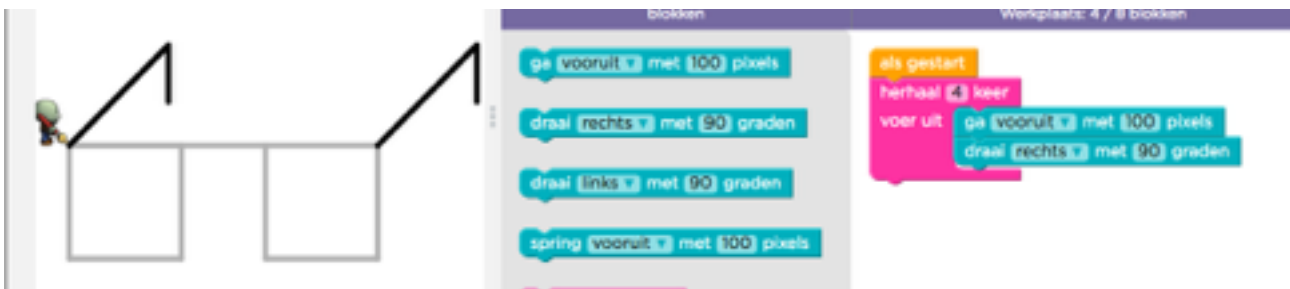 blokken
Werkplaats: 4 / 8 blokken
ga vooruit met 100 pixels
draai rechts met 90 graden
draai links met 90 graden
spring vooruit met 100 pixels
als gestart
herhaal 4 keer
voer uit ga vooruit met 100 pixels
draai rechts met 90 graden